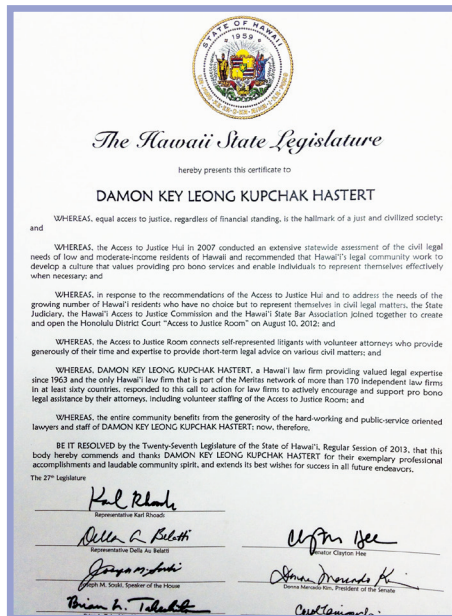 STATE OF HAWAII
1959
The Hawaii State Legislature
hereby presents this certificate to
DAMON KEY LEONG KUPCHAK HASTERT
WHEREAS, equal access to justice, regardless of financial standing, is the hallmark of a just and civilized society;
and
WHEREAS, the Access to Justice Hui in 2007 conducted an extensive statewide assessment of the civil legal
needs of low and moderate-income residents of Hawaii and recommended that Hawai'i's legal community work to
develop a culture that values providing pro bono services and enable individuals to represent themselves effectively
when necessary; and
WHEREAS, in response to the recommendations of the Access to Justice Hui and to address the needs of the
growing number of Hawai'i residents who have no choice but to represent themselves in civil legal matters, the State
Judiciary, the Hawai'i Access to Justice Commission and the Hawai'i State Bar Association joined together to create
and open the Honolulu District Court "Access to Justice Room" on August 10, 2012; and
WHEREAS, the Access to Justice Room connects self-represented litigants with volunteer attorneys who provide
generously of their time and expertise to provide short-term legal advice on various civil matters; and
WHEREAS, DAMON KEY LEONG KUPCHAK HASTERT, a Hawai'i law firm providing valued legal expertise
since 1963 and the only Hawai'i law firm that is part of the Meritas network of more than 170 independent law firms
in at least sixty countries, responded to this call to action for law firms to actively encourage and support pro bono
legal assistance by their attorneys, including volunteer staffing of the Access to Justice Room; and
WHEREAS, the entire community benefits from the generosity of the hard-working and public-service oriented
lawyers and staff of DAMON KEY LEONG KUPCHAK HASTERT; now, therefore,
BE IT RESOLVED by the Twenty-Seventh Legislature of the State of Hawai'i, Regular Session of 2013, that this
body hereby commends and thanks DAMON KEY LEONG KUPCHAK HASTERT for their exemplary professional
accomplishments and laudable community spirit, and extends its best wishes for success in all future endeavors.
The 27th Legislature
Karl Rhoads
Representative Karl Rhoads
Della A Belatti
Representative Della Au Belatti
Clayton Hee
Senator Clayton Hee
Joseph M. Souki
Joseph M. Souki, Speaker of the House
Donna Mercado Kim
Donna Mercado Kim, President of the Senate